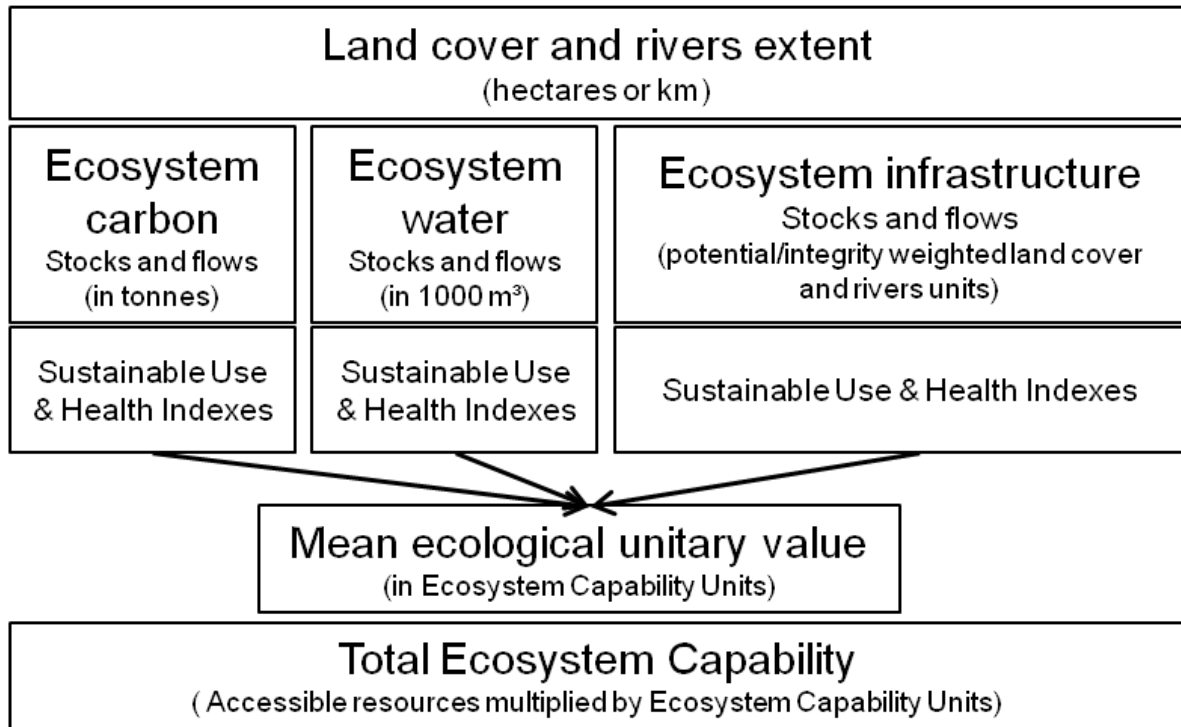 Land cover and rivers extent
(hectares or km)
Ecosystem
carbon
Stocks and flows
(in tonnes)
Ecosystem
water
Stocks and flows
(in 1000 m³)
Ecosystem infrastructure
Stocks and flows
(potential/integrity weighted land cover
and rivers units)
Sustainable Use
& Health Indexes
Sustainable Use
& Health Indexes
Sustainable Use & Health Indexes
Mean ecological unitary value
(in Ecosystem Capability Units)
Total Ecosystem Capability
( Accessible resources multiplied by Ecosystem Capability Units)